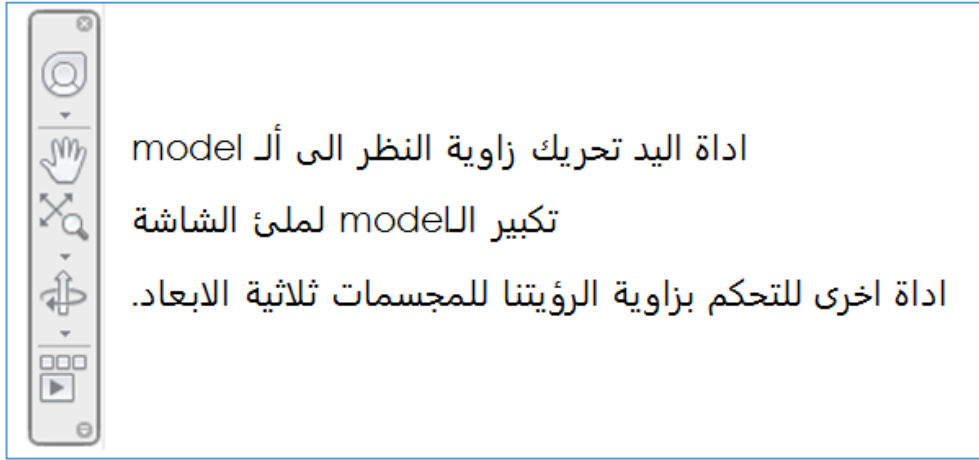 اداة اليد تحريك زاوية النظر الى ألـ model
تكبير الـmodel لملئ الشاشة
اداة اخرى للتحكم بزاوية الرؤيتنا للمجسمات ثلاثية الابعاد.